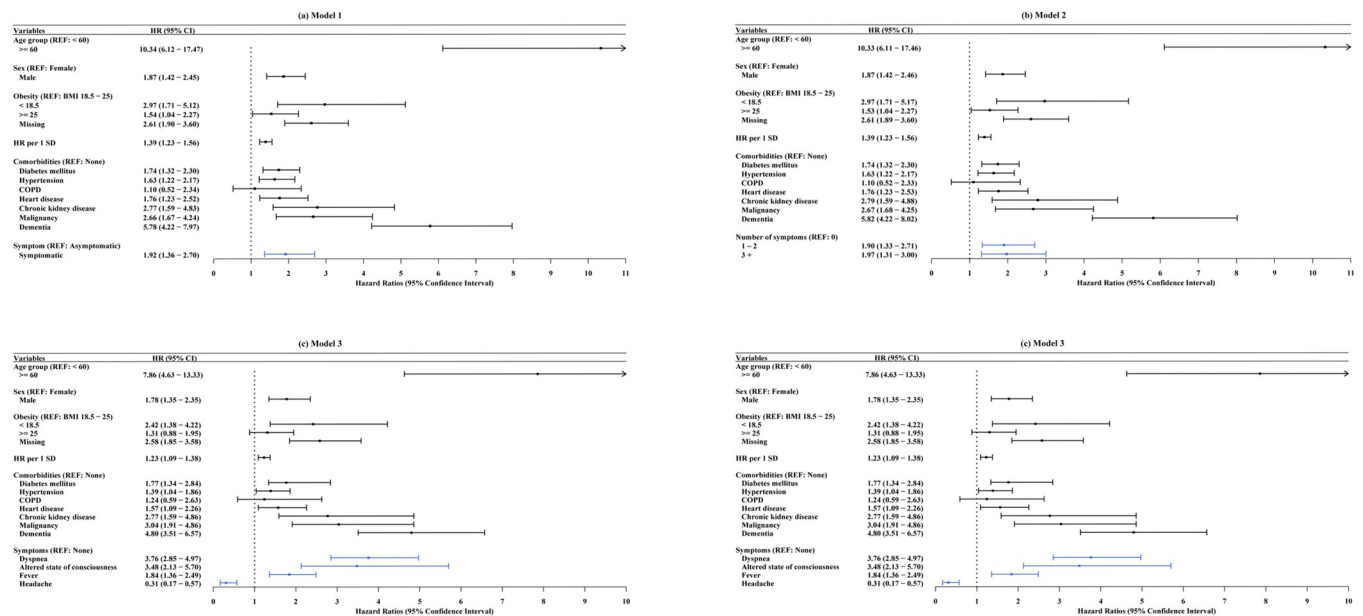 (a) Model 1
Variables HR (95% CI)
Age group (REF: < 60)
>= 60 10.34 (6.12 − 17.47)
Sex (REF: Female)
Male 1.87 (1.42 − 2.45)
Obesity (REF: BMI 18.5 − 25)
< 18.5 2.97 (1.71 − 5.12)
>= 25 1.54 (1.04 − 2.27)
Missing 2.61 (1.90 − 3.60)
HR per 1 SD 1.39 (1.23 − 1.56)
Comorbidities (REF: None)
Diabetes mellitus 1.74 (1.32 − 2.30)
Hypertension 1.63 (1.22 − 2.17)
COPD 1.10 (0.52 − 2.34)
Heart disease 1.76 (1.23 − 2.52)
Chronic kidney disease 2.77 (1.59 − 4.83)
Malignancy 2.66 (1.67 − 4.24)
Dementia 5.78 (4.22 − 7.97)
Symptom (REF: Asymptomatic)
Symptomatic 1.92 (1.36 − 2.70)
0 1 2 3 4 5 6 7 8 9 10 11
Hazard Ratios (95% Confidence Interval)
(b) Model 2
Variables HR (95% CI)
Age group (REF: < 60)
>= 60 10.33 (6.11 − 17.46)
Sex (REF: Female)
Male 1.87 (1.42 − 2.46)
Obesity (REF: BMI 18.5 − 25)
< 18.5 2.97 (1.71 − 5.17)
>= 25 1.53 (1.04 − 2.27)
Missing 2.61 (1.89 − 3.60)
HR per 1 SD 1.39 (1.23 − 1.56)
Comorbidities (REF: None)
Diabetes mellitus 1.74 (1.32 − 2.30)
Hypertension 1.63 (1.22 − 2.17)
COPD 1.10 (0.52 − 2.33)
Heart disease 1.76 (1.23 − 2.53)
Chronic kidney disease 2.79 (1.59 − 4.88)
Malignancy 2.67 (1.68 − 4.25)
Dementia 5.82 (4.22 − 8.02)
Number of symptoms (REF: 0)
1 ~ 2 1.90 (1.33 − 2.71)
3 + 1.97 (1.31 − 3.00)
0 1 2 3 4 5 6 7 8 9 10 11
Hazard Ratios (95% Confidence Interval)
(c) Model 3
Variables HR (95% CI)
Age group (REF: < 60)
>= 60 7.86 (4.63 − 13.33)
Sex (REF: Female)
Male 1.78 (1.35 − 2.35)
Obesity (REF: BMI 18.5 − 25)
< 18.5 2.42 (1.38 − 4.22)
>= 25 1.31 (0.88 − 1.95)
Missing 2.58 (1.85 − 3.58)
HR per 1 SD 1.23 (1.09 − 1.38)
Comorbidities (REF: None)
Diabetes mellitus 1.77 (1.34 − 2.84)
Hypertension 1.39 (1.04 − 1.86)
COPD 1.24 (0.59 − 2.63)
Heart disease 1.57 (1.09 − 2.26)
Chronic kidney disease 2.77 (1.59 − 4.86)
Malignancy 3.04 (1.91 − 4.86)
Dementia 4.80 (3.51 − 6.57)
Symptoms (REF: None)
Dyspnea 3.76 (2.85 − 4.97)
Altered state of consciousness 3.48 (2.13 − 5.70)
Fever 1.84 (1.36 − 2.49)
Headache 0.31 (0.17 − 0.57)
0 1 2 3 4 5 6 7 8 9 10
Hazard Ratios (95% Confidence Interval)
(c) Model 3
Variables HR (95% CI)
Age group (REF: < 60)
>= 60 7.86 (4.63 − 13.33)
Sex (REF: Female)
Male 1.78 (1.35 − 2.35)
Obesity (REF: BMI 18.5 − 25)
< 18.5 2.42 (1.38 − 4.22)
>= 25 1.31 (0.88 − 1.95)
Missing 2.58 (1.85 − 3.58)
HR per 1 SD 1.23 (1.09 − 1.38)
Comorbidities (REF: None)
Diabetes mellitus 1.77 (1.34 − 2.84)
Hypertension 1.39 (1.04 − 1.86)
COPD 1.24 (0.59 − 2.63)
Heart disease 1.57 (1.09 − 2.26)
Chronic kidney disease 2.77 (1.59 − 4.86)
Malignancy 3.04 (1.91 − 4.86)
Dementia 4.80 (3.51 − 6.57)
Symptoms (REF: None)
Dyspnea 3.76 (2.85 − 4.97)
Altered state of consciousness 3.48 (2.13 − 5.70)
Fever 1.84 (1.36 − 2.49)
Headache 0.31 (0.17 − 0.57)
0 1 2 3 4 5 6 7 8 9 10
Hazard Ratios (95% Confidence Interval)